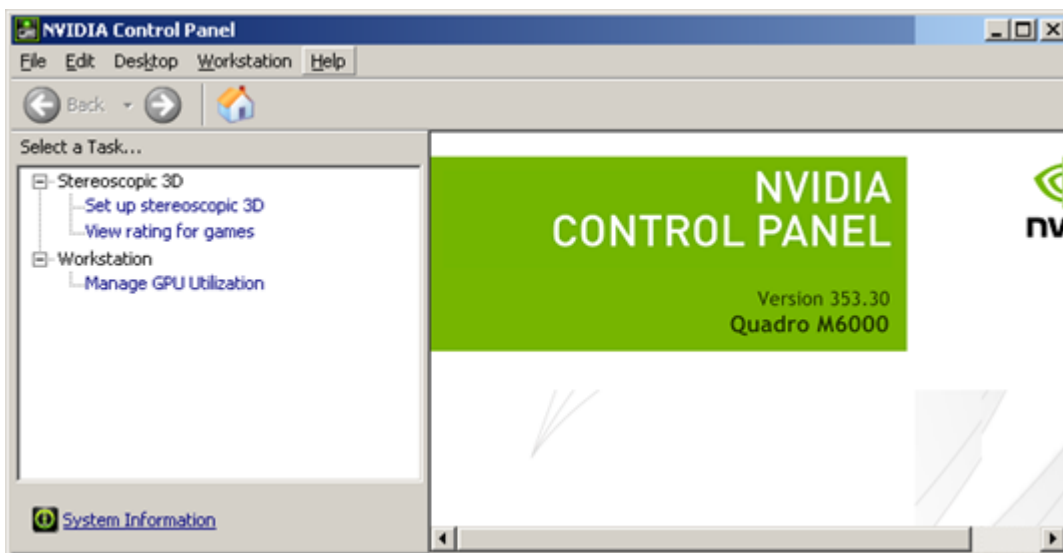 NVIDIA Control Panel
File Edit Desktop Workstation Help
Back
Select a Task...
Stereoscopic 3D
Set up stereoscopic 3D
View rating for games
Workstation
Manage GPU Utilization
System Information
NVIDIA
CONTROL PANEL
Version 353.30
Quadro M6000